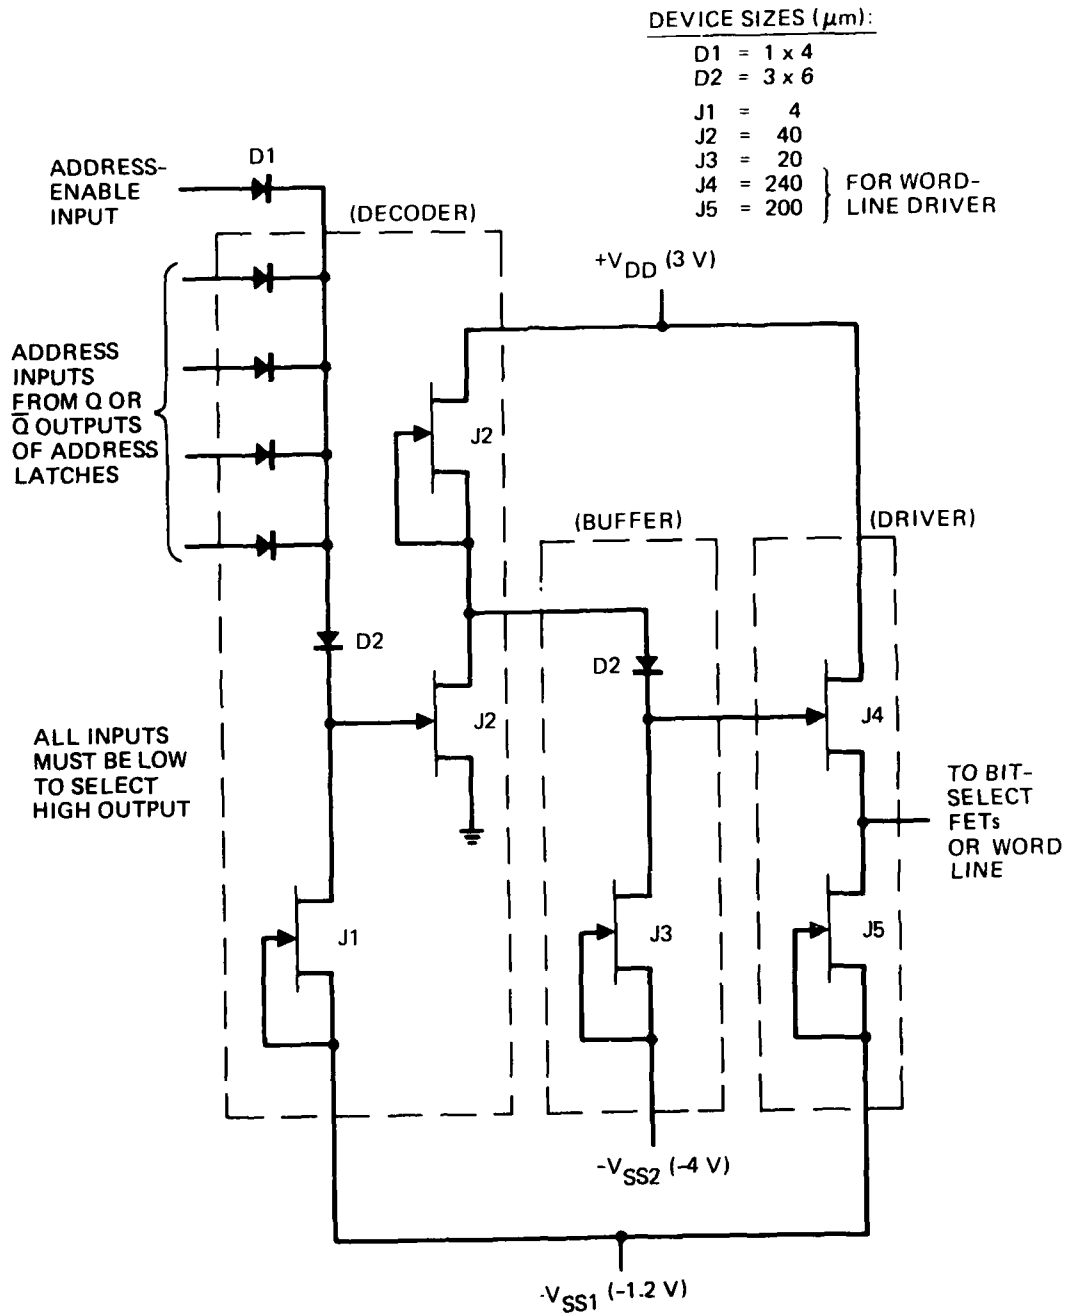 DEVICE SIZES (μm):
D1 = 1 x 4
D2 = 3 x 6
J1 = 4
J2 = 40
J3 = 20
J4 = 240
J5 = 200
FOR WORD-
LINE DRIVER
ADDRESS-
ENABLE
INPUT
D1
(DECODER)
+VDD (3 V)
ADDRESS
INPUTS
FROM Q OR
Q̅ OUTPUTS
OF ADDRESS
LATCHES
J2
(BUFFER)
(DRIVER)
D2
D2
J2
J4
ALL INPUTS
MUST BE LOW
TO SELECT
HIGH OUTPUT
TO BIT-
SELECT
FETs
OR WORD
LINE
J1
J3
J5
-VSS2 (-4 V)
-VSS1 (-1.2 V)